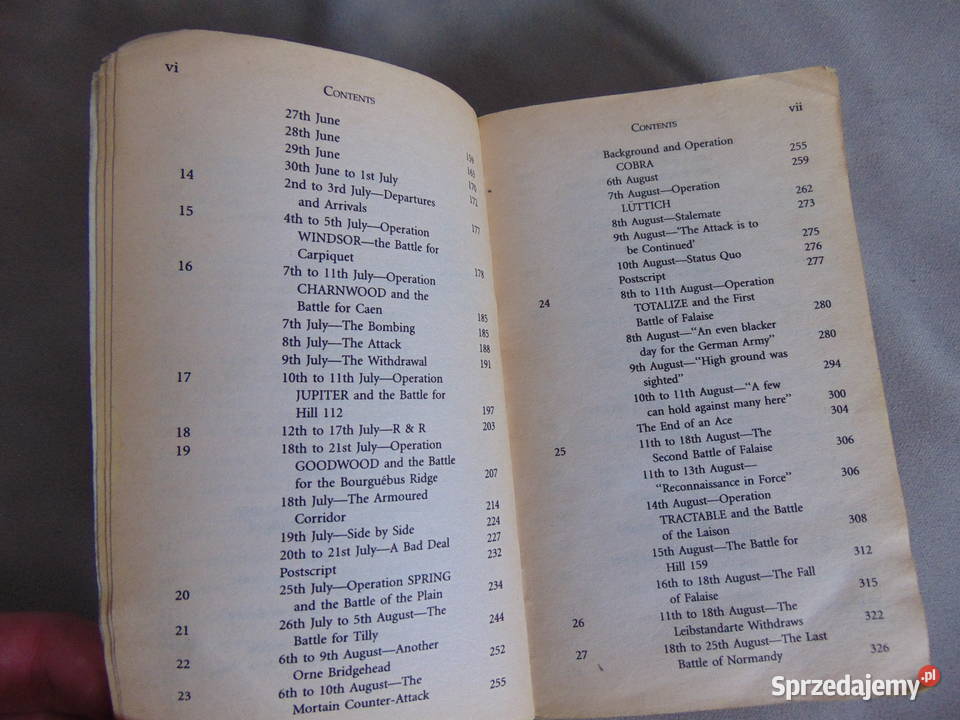 vi
CONTENTS
27th June
28th June
29th June 159
30th June to 1st July 163
14 2nd to 3rd July—Departures 170
and Arrivals 172
15 4th to 5th July—Operation 177
WINDSOR—the Battle for
Carpiquet
16 7th to 11th July—Operation 178
CHARNWOOD and the
Battle for Caen 185
7th July—The Bombing 185
8th July—The Attack 188
9th July—The Withdrawal 191
17 10th to 11th July—Operation
JUPITER and the Battle for
Hill 112 197
18 12th to 17th July—R & R 203
19 18th to 21st July—Operation
GOODWOOD and the Battle
for the Bourguébus Ridge 207
18th July—The Armoured
Corridor 214
19th July—Side by Side 224
20th to 21st July—A Bad Deal 227
Postscript 232
20 25th July—Operation SPRING
and the Battle of the Plain 234
21 26th July to 5th August—The
Battle for Tilly 244
22 6th to 9th August—Another
Orne Bridgehead 252
23 6th to 10th August—The
Mortain Counter-Attack 255
vii
CONTENTS
Background and Operation
COBRA 255
6th August 259
7th August—Operation
LÜTTICH 262
8th August—Stalemate 273
9th August—'The Attack is to
be Continued' 275
10th August—Status Quo 276
Postscript 277
24 8th to 11th August—Operation
TOTALIZE and the First
Battle of Falaise 280
8th August—"An even blacker
day for the German Army" 280
9th August—"High ground was
sighted" 294
10th to 11th August—"A few
can hold against many here" 300
The End of an Ace 304
25 11th to 18th August—The
Second Battle of Falaise 306
11th to 13th August—
"Reconnaissance in Force" 306
14th August—Operation
TRACTABLE and the Battle
of the Laison 308
15th August—The Battle for
Hill 159 312
16th to 18th August—The Fall
of Falaise 315
26 11th to 18th August—The
Leibstandarte Withdraws 322
27 18th to 25th August—The Last
Battle of Normandy 326
Sprzedajemy.pl